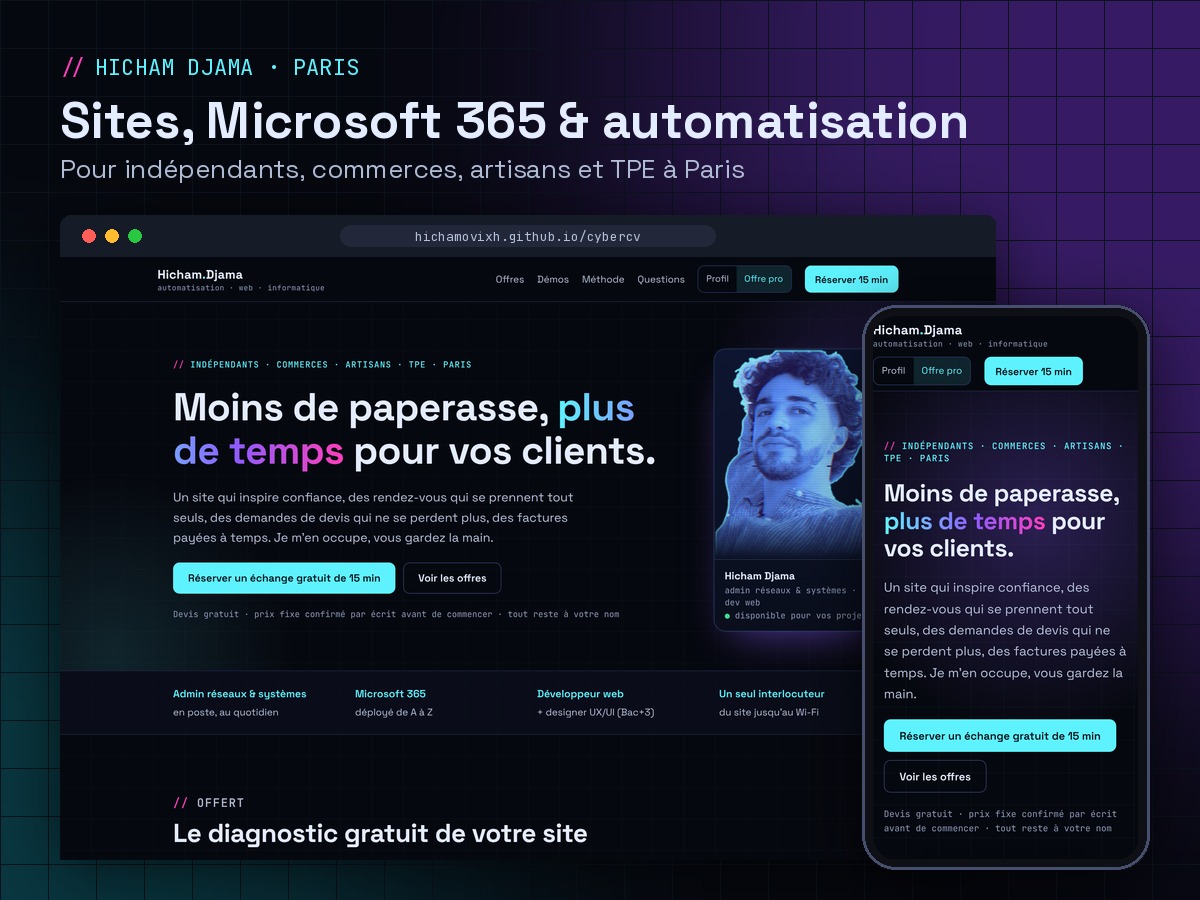 // HICHAM DJAMA · PARIS
Sites, Microsoft 365 & automatisation
Pour indépendants, commerces, artisans et TPE à Paris
hichamovixh.github.io/cybercv
Hicham.Djama
automatisation · web · informatique
Offres Démos Méthode Questions Profil Offre pro Réserver 15 min
// INDÉPENDANTS · COMMERCES · ARTISANS · TPE · PARIS
Moins de paperasse, plus
de temps pour vos clients.
Un site qui inspire confiance, des rendez-vous qui se prennent tout
seuls, des demandes de devis qui ne se perdent plus, des factures
payées à temps. Je m'en occupe, vous gardez la main.
Réserver un échange gratuit de 15 min Voir les offres
Devis gratuit · prix fixe confirmé par écrit avant de commencer · tout reste à votre nom
Hicham Djama
admin réseaux & systèmes ·
dev web
disponible pour vos proje
Admin réseaux & systèmes
en poste, au quotidien
Microsoft 365
déployé de A à Z
Développeur web
+ designer UX/UI (Bac+3)
Un seul interlocuteur
du site jusqu'au Wi-Fi
// OFFERT
Le diagnostic gratuit de votre site
Hicham.Djama
automatisation · web · informatique
Profil Offre pro Réserver 15 min
// INDÉPENDANTS · COMMERCES · ARTISANS ·
TPE · PARIS
Moins de paperasse,
plus de temps pour
vos clients.
Un site qui inspire confiance, des
rendez-vous qui se prennent tout
seuls, des demandes de devis qui ne
se perdent plus, des factures payées à
temps. Je m'en occupe, vous gardez la
main.
Réserver un échange gratuit de 15 min
Voir les offres
Devis gratuit · prix fixe confirmé par écrit
avant de commencer · tout reste à votre nom